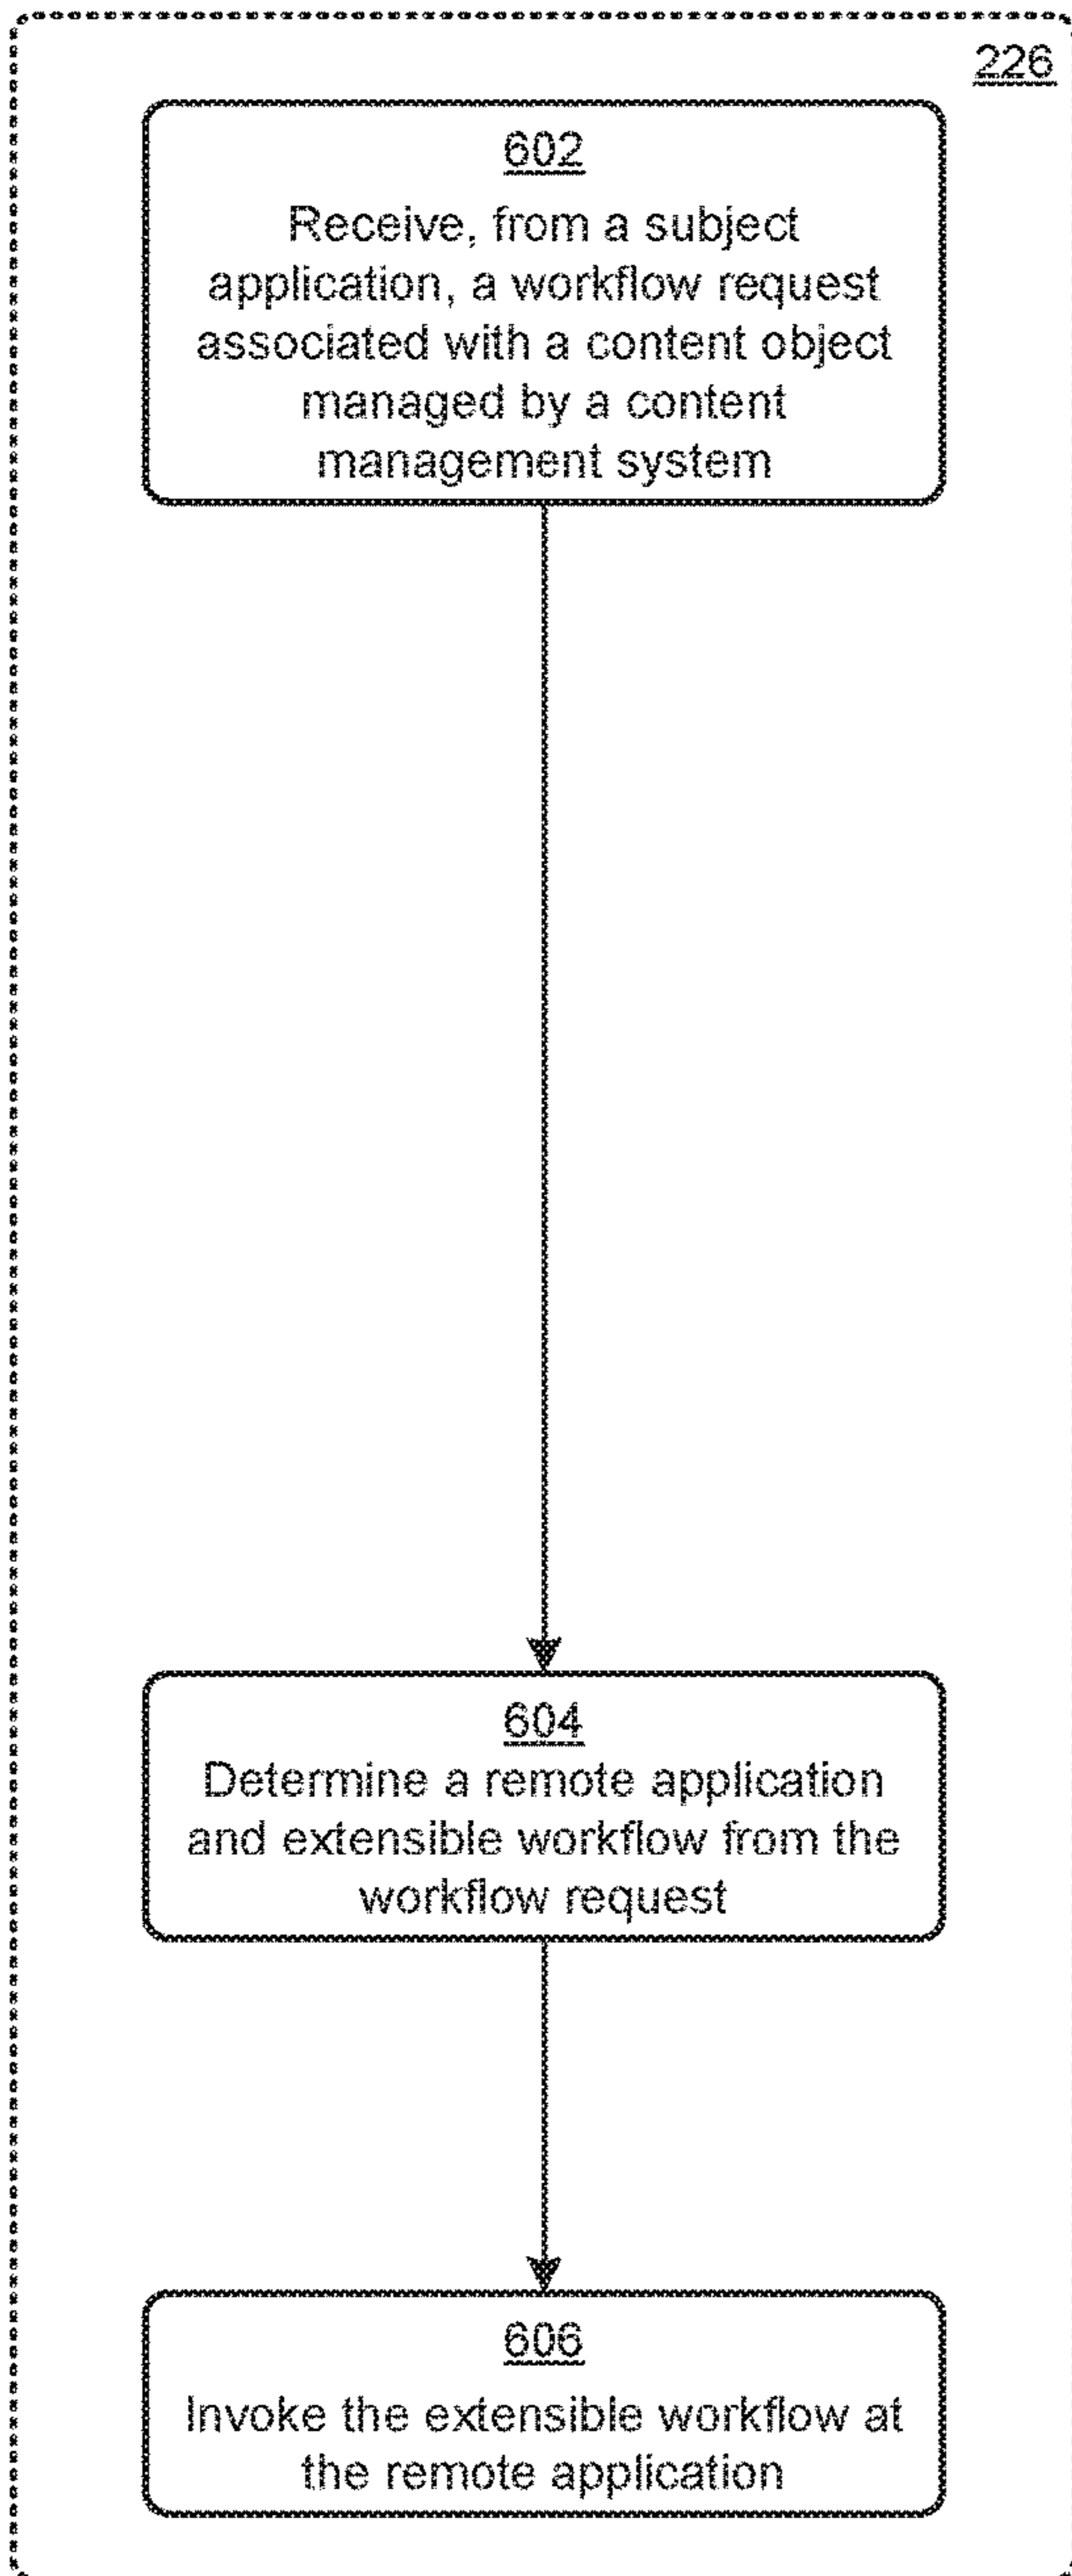 226
602
Receive, from a subject
application, a workflow request
associated with a content object
managed by a content
management system
604
Determine a remote application
and extensible workflow from the
workflow request
606
Invoke the extensible workflow at
the remote application